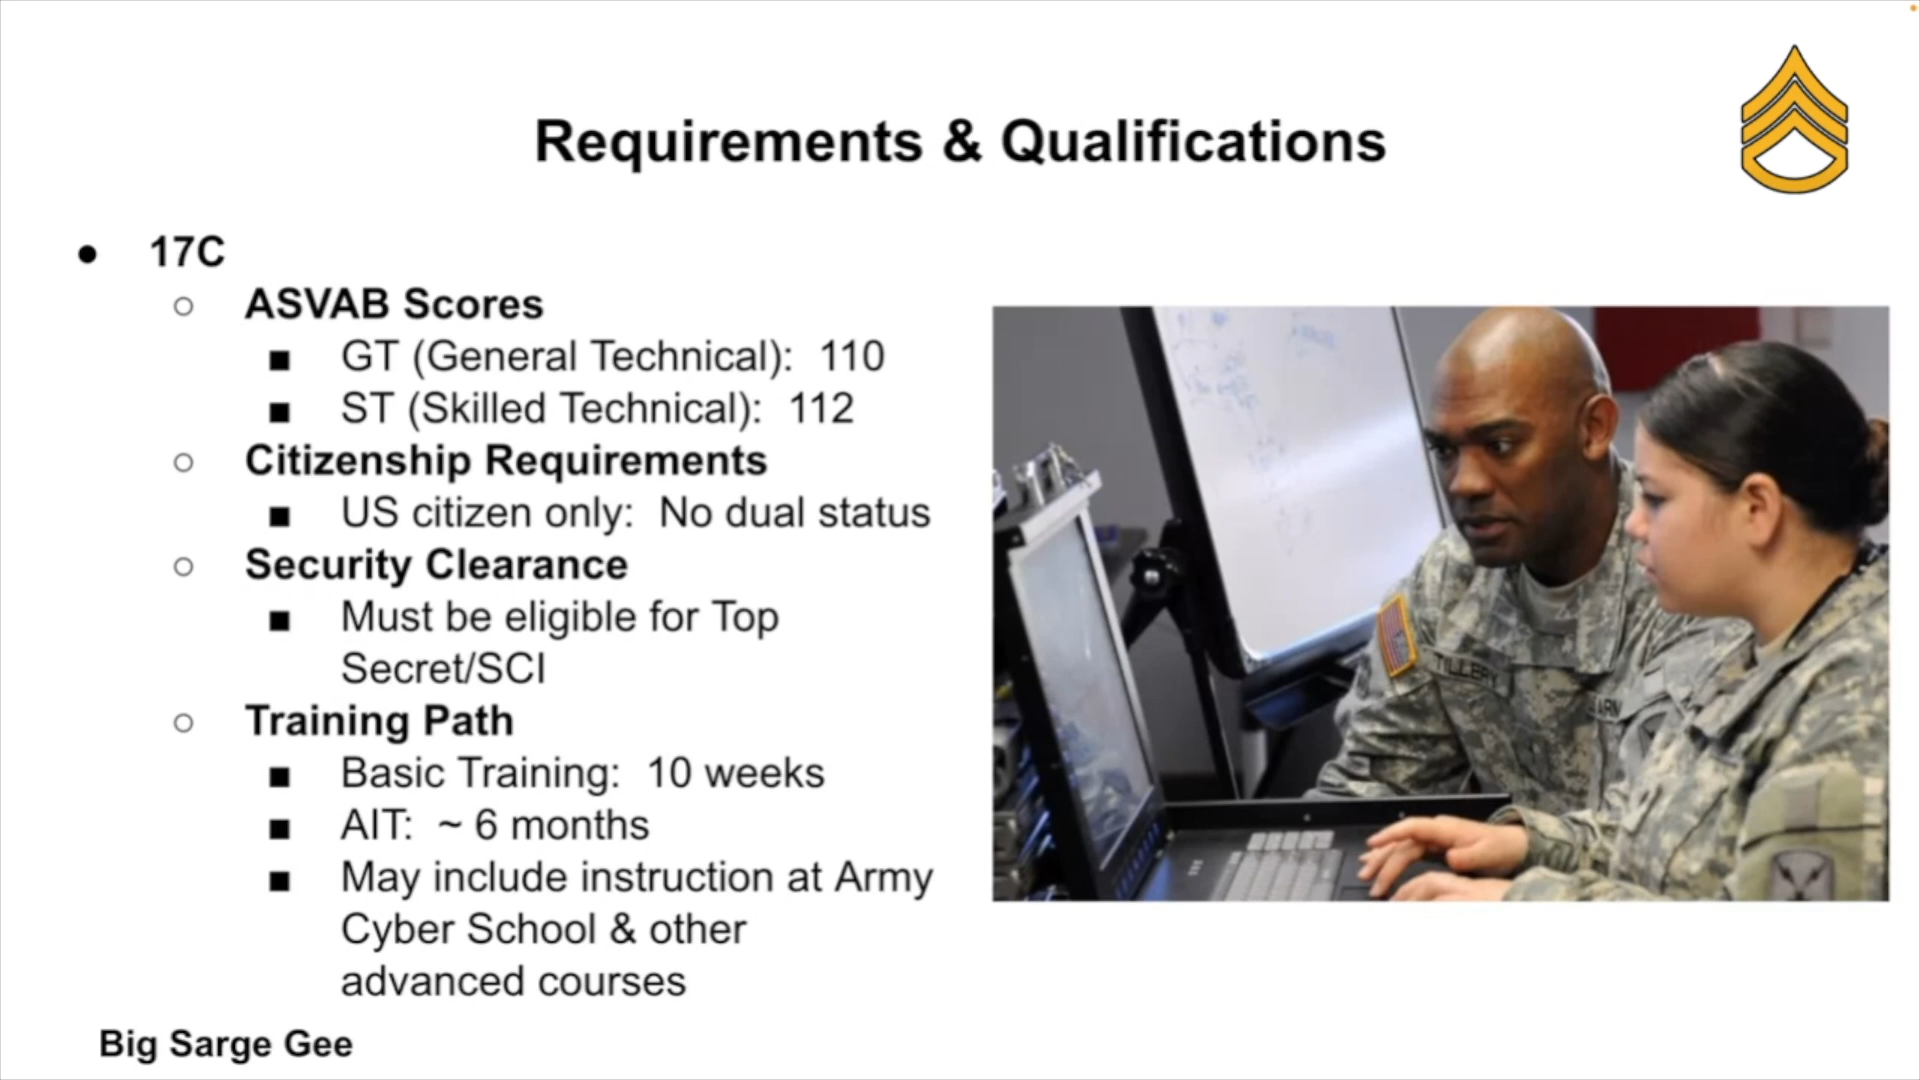 Requirements & Qualifications
● 17C
○ ASVAB Scores
■ GT (General Technical): 110
■ ST (Skilled Technical): 112
○ Citizenship Requirements
■ US citizen only: No dual status
○ Security Clearance
■ Must be eligible for Top
Secret/SCI
○ Training Path
■ Basic Training: 10 weeks
■ AIT: ~ 6 months
■ May include instruction at Army
Cyber School & other
advanced courses
Big Sarge Gee